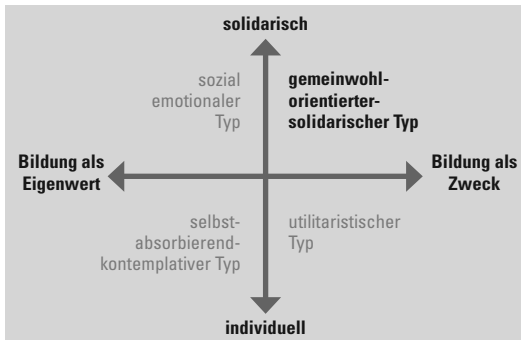 solidarisch
sozial
emotionaler
Typ
gemeinwohl-
orientierter-
solidarischer Typ
Bildung als
Eigenwert
Bildung als
Zweck
selbst-
absorbierend-
kontemplativer Typ
utilitaristischer
Typ
individuell